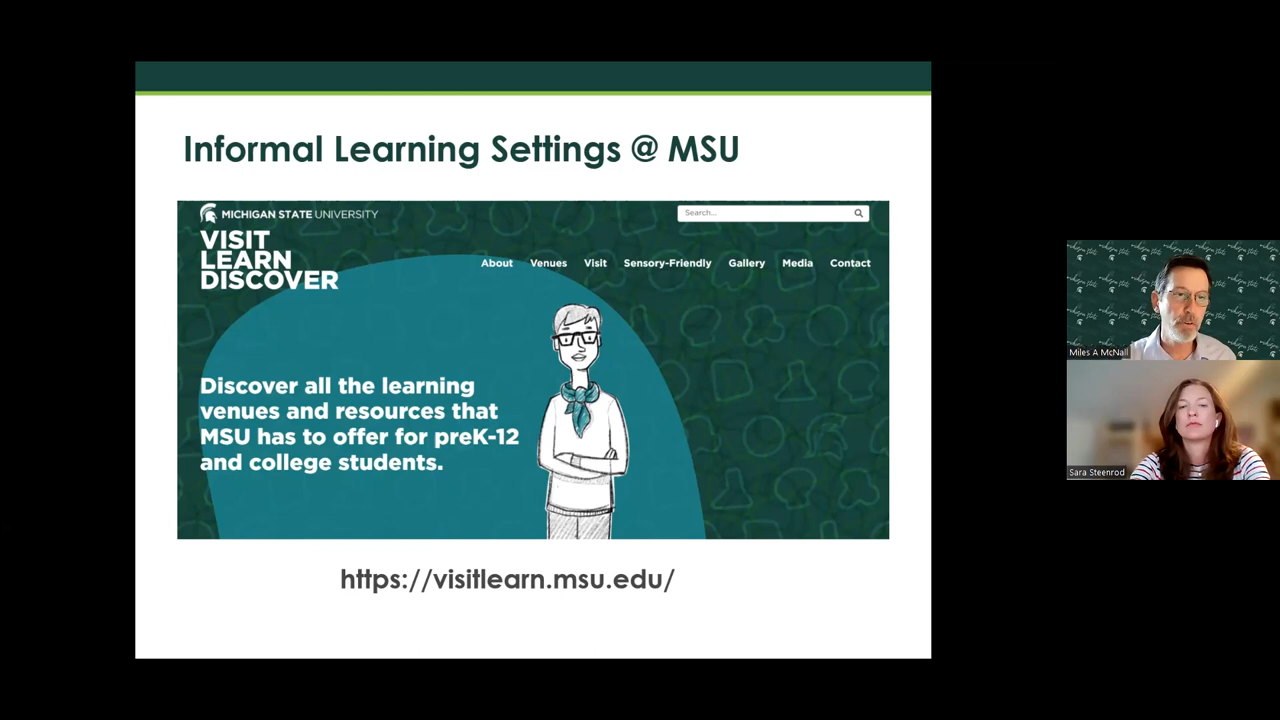 Informal Learning Settings @ MSU
MICHIGAN STATE UNIVERSITY
Search...
VISIT
LEARN
DISCOVER
About Venues Visit Sensory-Friendly Gallery Media Contact
Discover all the learning
venues and resources that
MSU has to offer for preK-12
and college students.
https://visitlearn.msu.edu/
Miles A McNall
Sara Steenrod